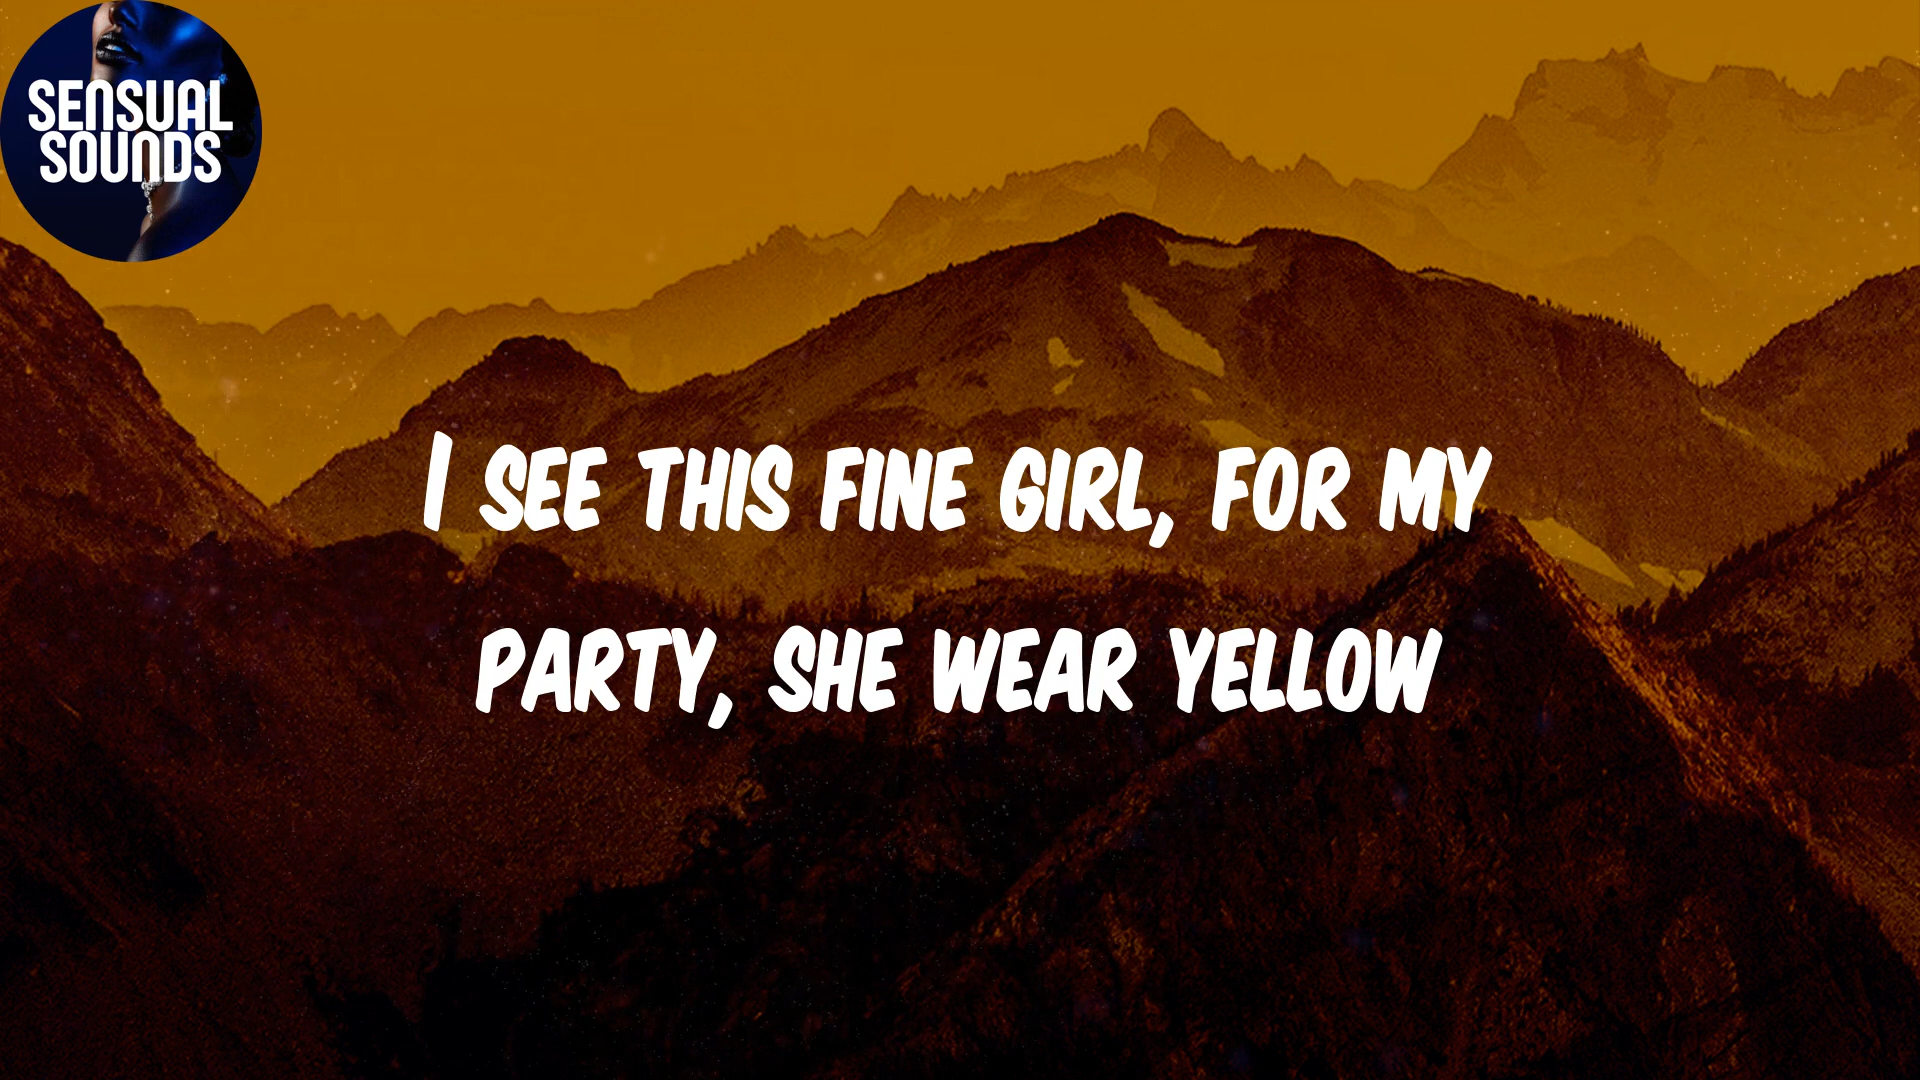 SENSUAL
SOUNDS
I SEE THIS FINE GIRL, FOR MY
PARTY, SHE WEAR YELLOW